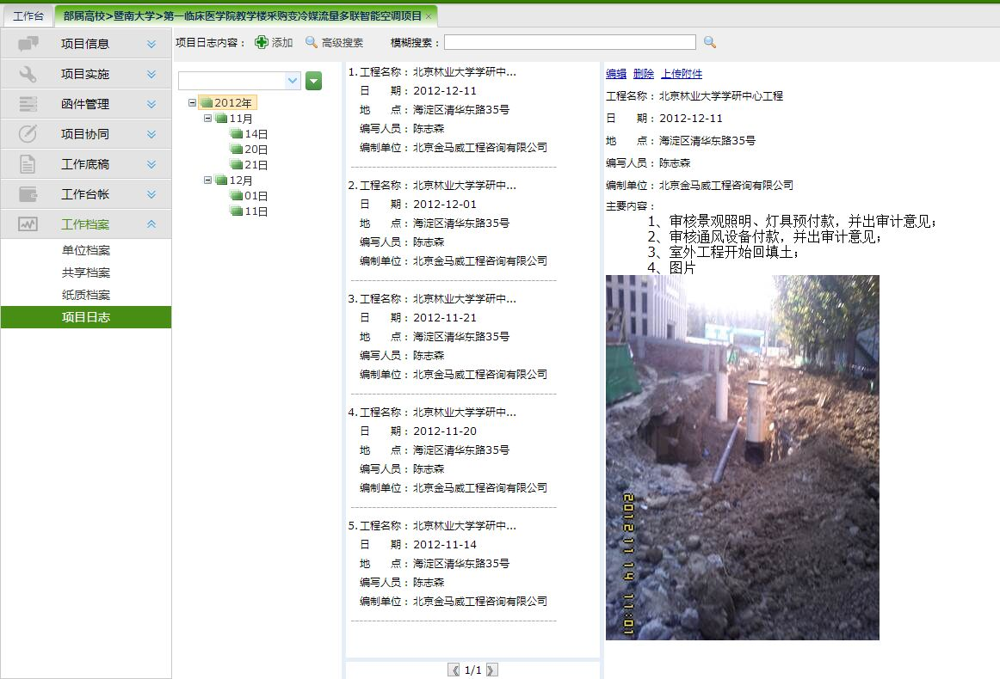 工作台
部属高校>暨南大学>第一临床医学院教学楼采购变冷媒流量多联智能空调项目 ×
项目信息
项目实施
函件管理
项目协同
工作底稿
工作台帐
工作档案
单位档案
共享档案
纸质档案
项目日志
项目日志内容： 添加 高级搜索 模糊搜索：
2012年
11月
14日
20日
21日
12月
01日
11日
1. 工程名称： 北京林业大学学研中...
日 期： 2012-12-11
地 点： 海淀区清华东路35号
编写人员： 陈志森
编制单位： 北京金马威工程咨询有限公司
2. 工程名称： 北京林业大学学研中...
日 期： 2012-12-01
地 点： 海淀区清华东路35号
编写人员： 陈志森
编制单位： 北京金马威工程咨询有限公司
3. 工程名称： 北京林业大学学研中...
日 期： 2012-11-21
地 点： 海淀区清华东路35号
编写人员： 陈志森
编制单位： 北京金马威工程咨询有限公司
4. 工程名称： 北京林业大学学研中...
日 期： 2012-11-20
地 点： 海淀区清华东路35号
编写人员： 陈志森
编制单位： 北京金马威工程咨询有限公司
5. 工程名称： 北京林业大学学研中...
日 期： 2012-11-14
地 点： 海淀区清华东路35号
编写人员： 陈志森
编制单位： 北京金马威工程咨询有限公司
《 1/1 》
编辑 删除 上传附件
工程名称： 北京林业大学学研中心工程
日 期： 2012-12-11
地 点： 海淀区清华东路35号
编写人员： 陈志森
编制单位： 北京金马威工程咨询有限公司
主要内容：
1、审核景观照明、灯具预付款，并出审计意见；
2、审核通风设备付款，并出审计意见；
3、室外工程开始回填土；
4、图片
2012 11 14 11:01